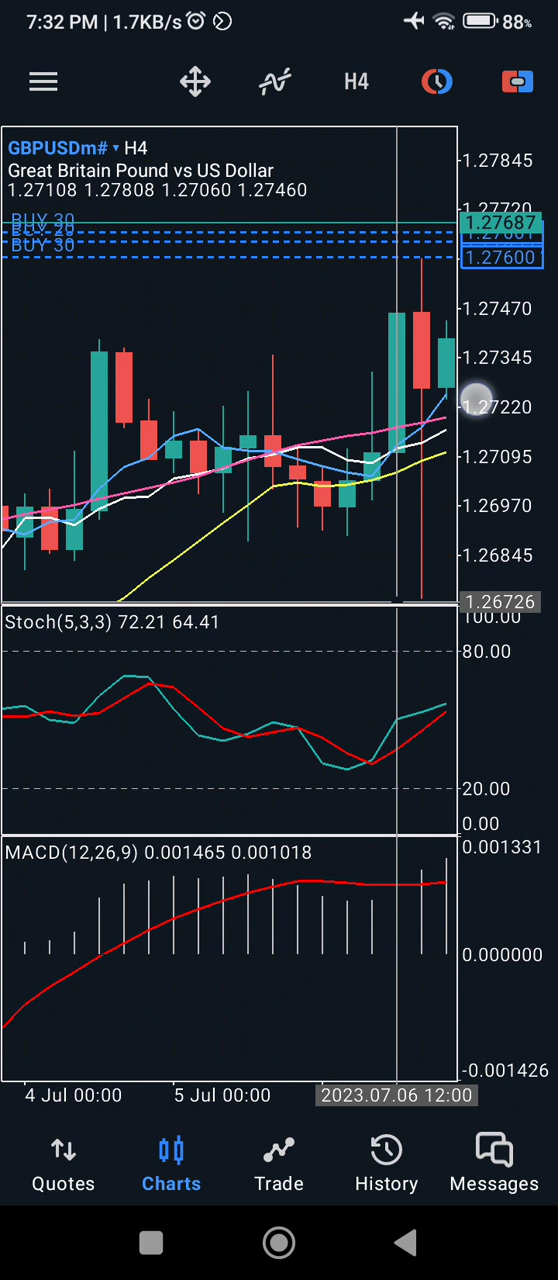 7:32 PM | 1.7KB/s
88%
H4
GBPUSDm# ▾ H4
Great Britain Pound vs US Dollar
1.27108 1.27808 1.27060 1.27460
1.27845
1.27720
BUY 30
1.27687
BUY 30
1.27600
1.27470
1.27345
1.27220
1.27095
1.26970
1.26845
1.26726
Stoch(5,3,3) 72.21 64.41
100.00
80.00
20.00
0.00
MACD(12,26,9) 0.001465 0.001018
0.001331
0.000000
-0.001426
4 Jul 00:00
5 Jul 00:00
2023.07.06 12:00
Quotes
Charts
Trade
History
Messages